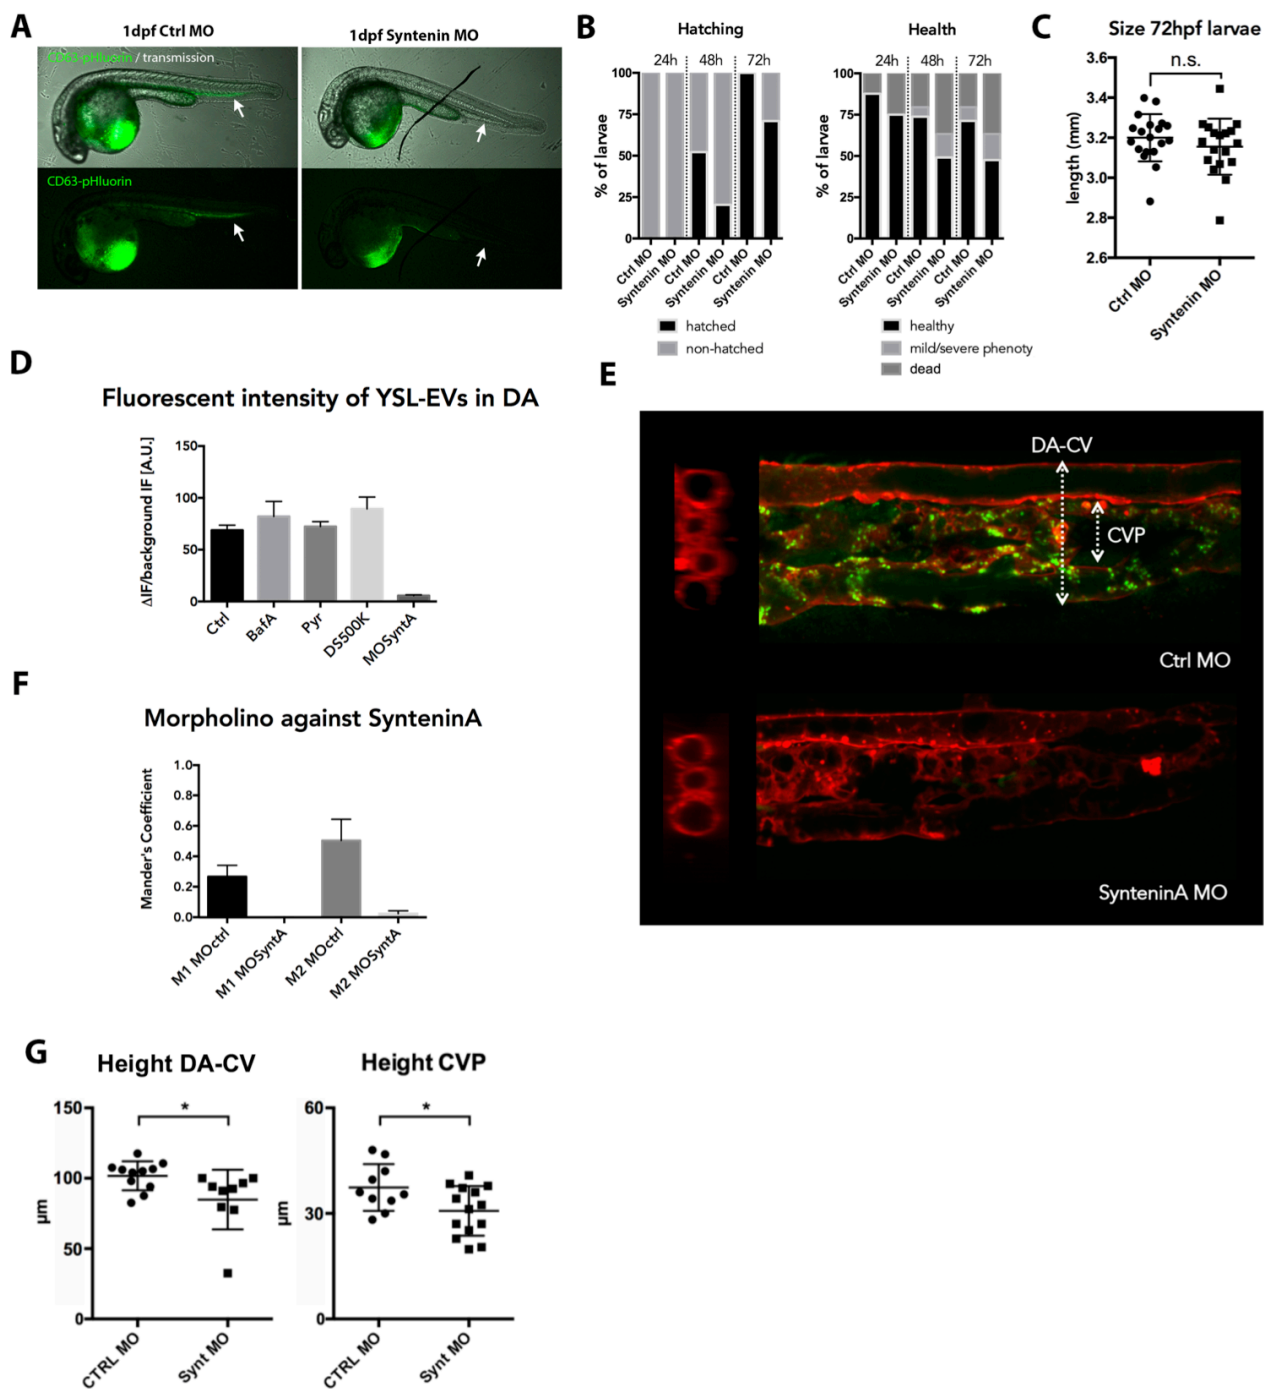 A
1dpf Ctrl MO
1dpf Syntenin MO
CD63-pHluorin / transmission
CD63-pHluorin
B
Hatching
24h 48h 72h
100
75
50
25
0
% of larvae
Ctrl MO
Syntenin MO
Ctrl MO
Syntenin MO
Ctrl MO
Syntenin MO
hatched
non-hatched
Health
24h 48h 72h
100
75
50
25
0
% of larvae
Ctrl MO
Syntenin MO
Ctrl MO
Syntenin MO
Ctrl MO
Syntenin MO
healthy
mild/severe phenoty
dead
C
Size 72hpf larvae
n.s.
3.6
3.4
3.2
3.0
2.8
2.6
length (mm)
Ctrl MO
Syntenin MO
D
Fluorescent intensity of YSL-EVs in DA
150
100
50
0
ΔIF/background IF [A.U.]
Ctrl
BafA
Pyr
DS500K
MOSyntA
E
DA-CV
CVP
Ctrl MO
SynteninA MO
F
Morpholino against SynteninA
1.0
0.8
0.6
0.4
0.2
0.0
Mander's Coefficient
M1 MOctrl
M1 MOSyntA
M2 MOctrl
M2 MOSyntA
G
Height DA-CV
*
150
100
50
0
µm
CTRL MO
Synt MO
Height CVP
*
60
30
0
µm
CTRL MO
Synt MO